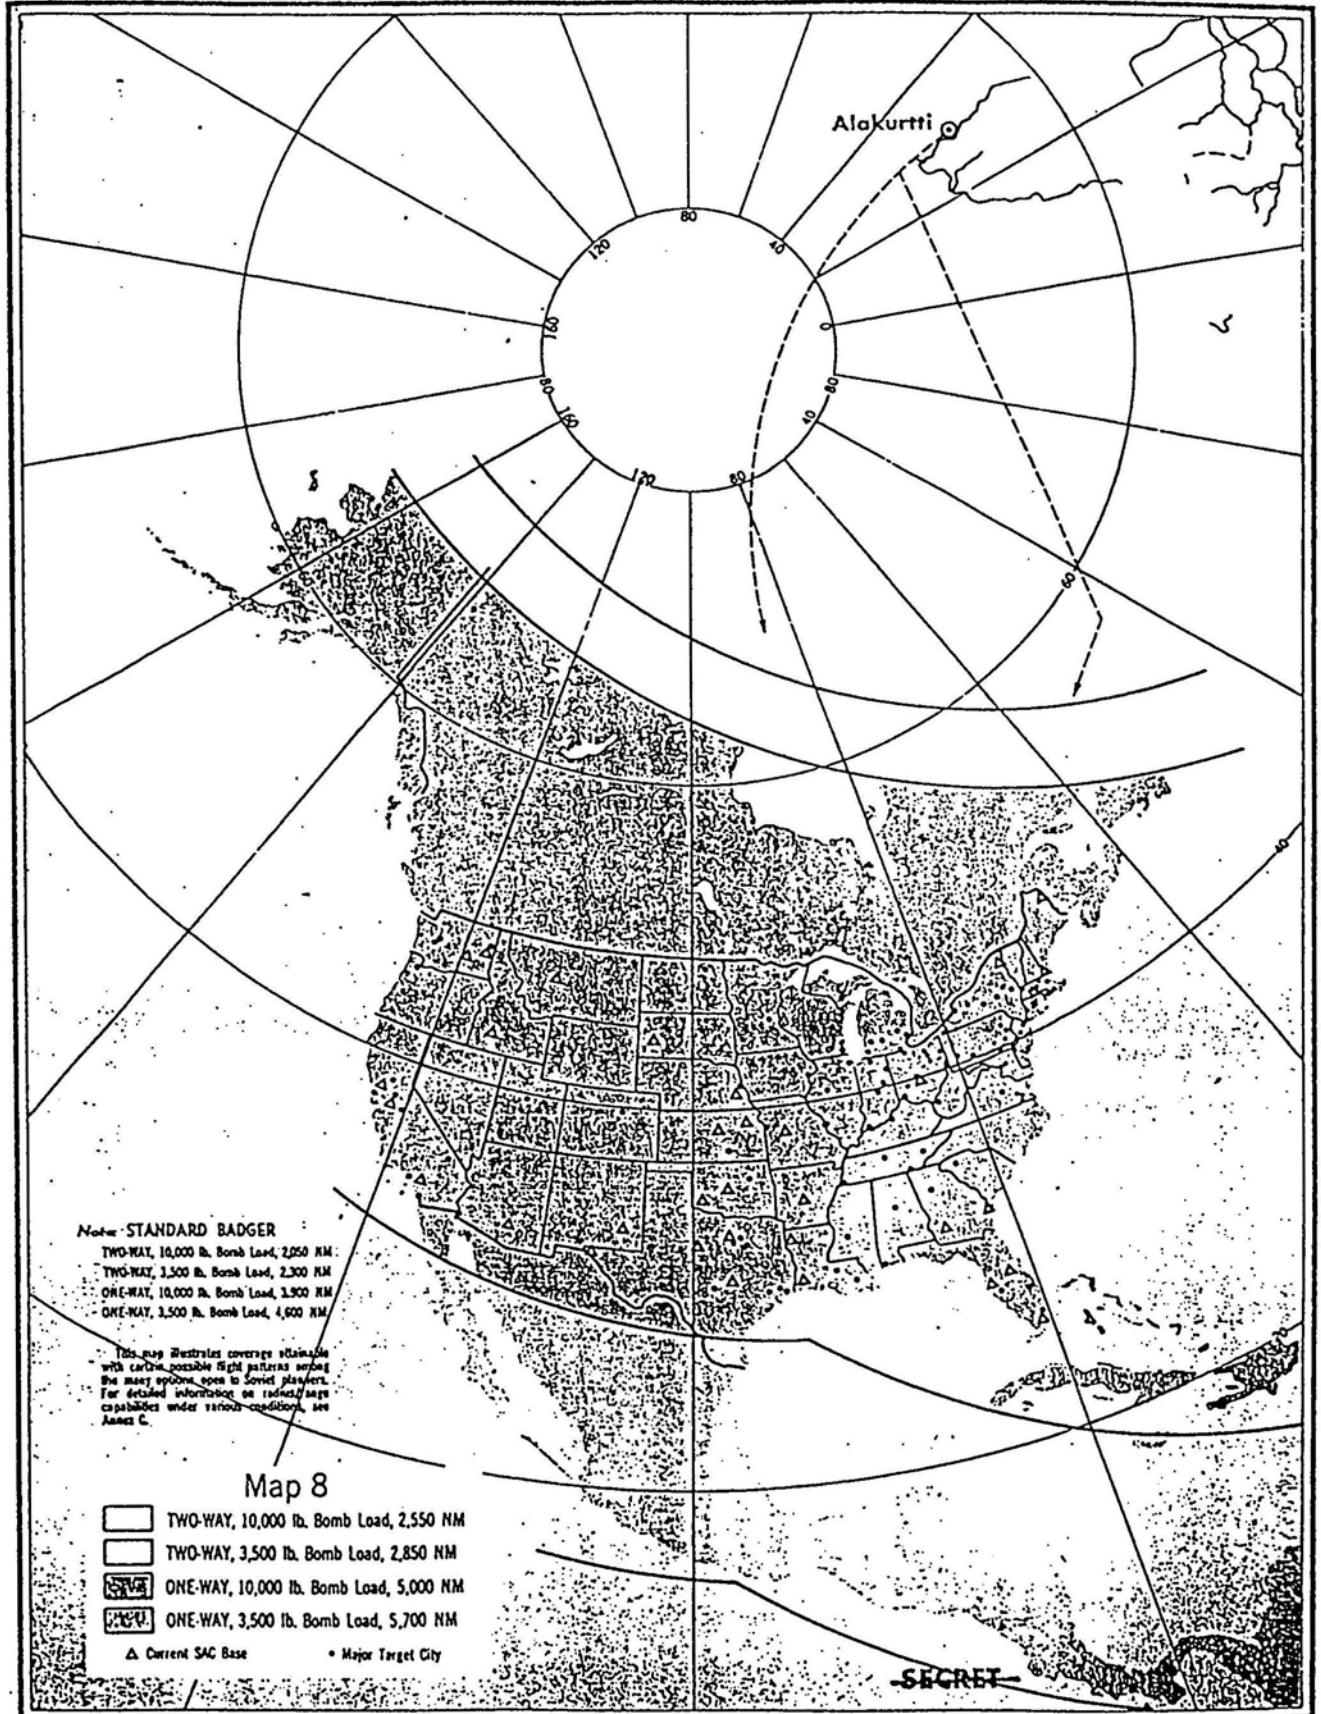 Alakurtti
80
120
40
160
0
80
80
160
40
120
80
60
40
Note: STANDARD BADGER
TWO-WAY, 10,000 lb. Bomb Load, 2,050 NM
TWO-WAY, 3,500 lb. Bomb Load, 2,300 NM
ONE-WAY, 10,000 lb. Bomb Load, 3,900 NM
ONE-WAY, 3,500 lb. Bomb Load, 4,600 NM
This map illustrates coverage attainable
with certain possible flight patterns among
the many options open to Soviet planners.
For detailed information on radius/range
capabilities under various conditions, see
Annex C.
Map 8
TWO-WAY, 10,000 lb. Bomb Load, 2,550 NM
TWO-WAY, 3,500 lb. Bomb Load, 2,850 NM
ONE-WAY, 10,000 lb. Bomb Load, 5,000 NM
ONE-WAY, 3,500 lb. Bomb Load, 5,700 NM
△ Current SAC Base • Major Target City
SECRET